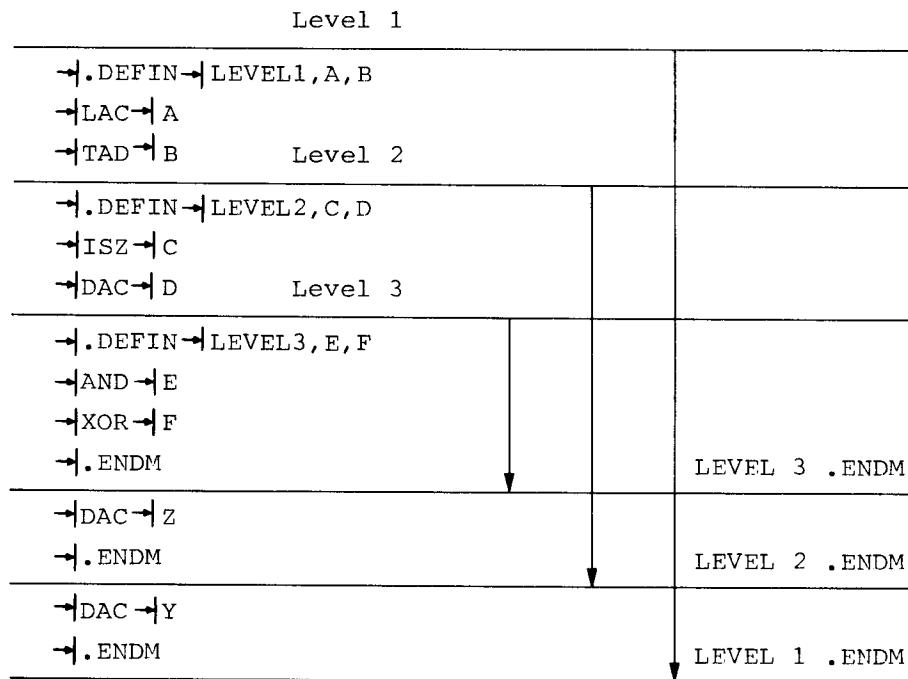 Level 1
→|.DEFIN→|LEVEL1,A,B
→|LAC→|A
→|TAD→|B
Level 2
→|.DEFIN→|LEVEL2,C,D
→|ISZ→|C
→|DAC→|D
Level 3
→|.DEFIN→|LEVEL3,E,F
→|AND→|E
→|XOR→|F
→|.ENDM
LEVEL 3 .ENDM
→|DAC→|Z
→|.ENDM
LEVEL 2 .ENDM
→|DAC→|Y
→|.ENDM
LEVEL 1 .ENDM